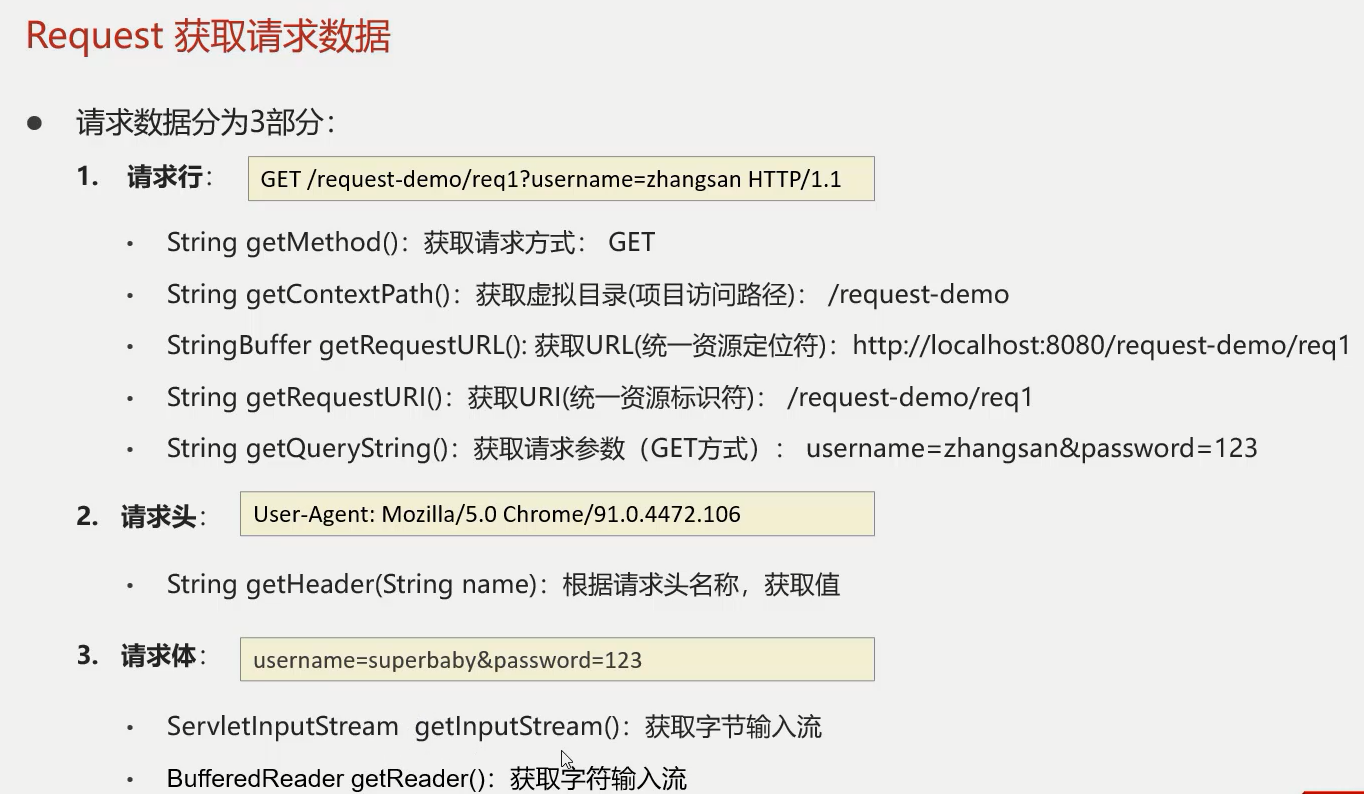 Request 获取请求数据
● 请求数据分为3部分：
1. 请求行： GET /request-demo/req1?username=zhangsan HTTP/1.1
• String getMethod()：获取请求方式： GET
• String getContextPath()：获取虚拟目录(项目访问路径)： /request-demo
• StringBuffer getRequestURL(): 获取URL(统一资源定位符)：http://localhost:8080/request-demo/req1
• String getRequestURI()：获取URI(统一资源标识符)： /request-demo/req1
• String getQueryString()：获取请求参数（GET方式）： username=zhangsan&password=123
2. 请求头： User-Agent: Mozilla/5.0 Chrome/91.0.4472.106
• String getHeader(String name)：根据请求头名称，获取值
3. 请求体： username=superbaby&password=123
• ServletInputStream getInputStream()：获取字节输入流
• BufferedReader getReader()：获取字符输入流